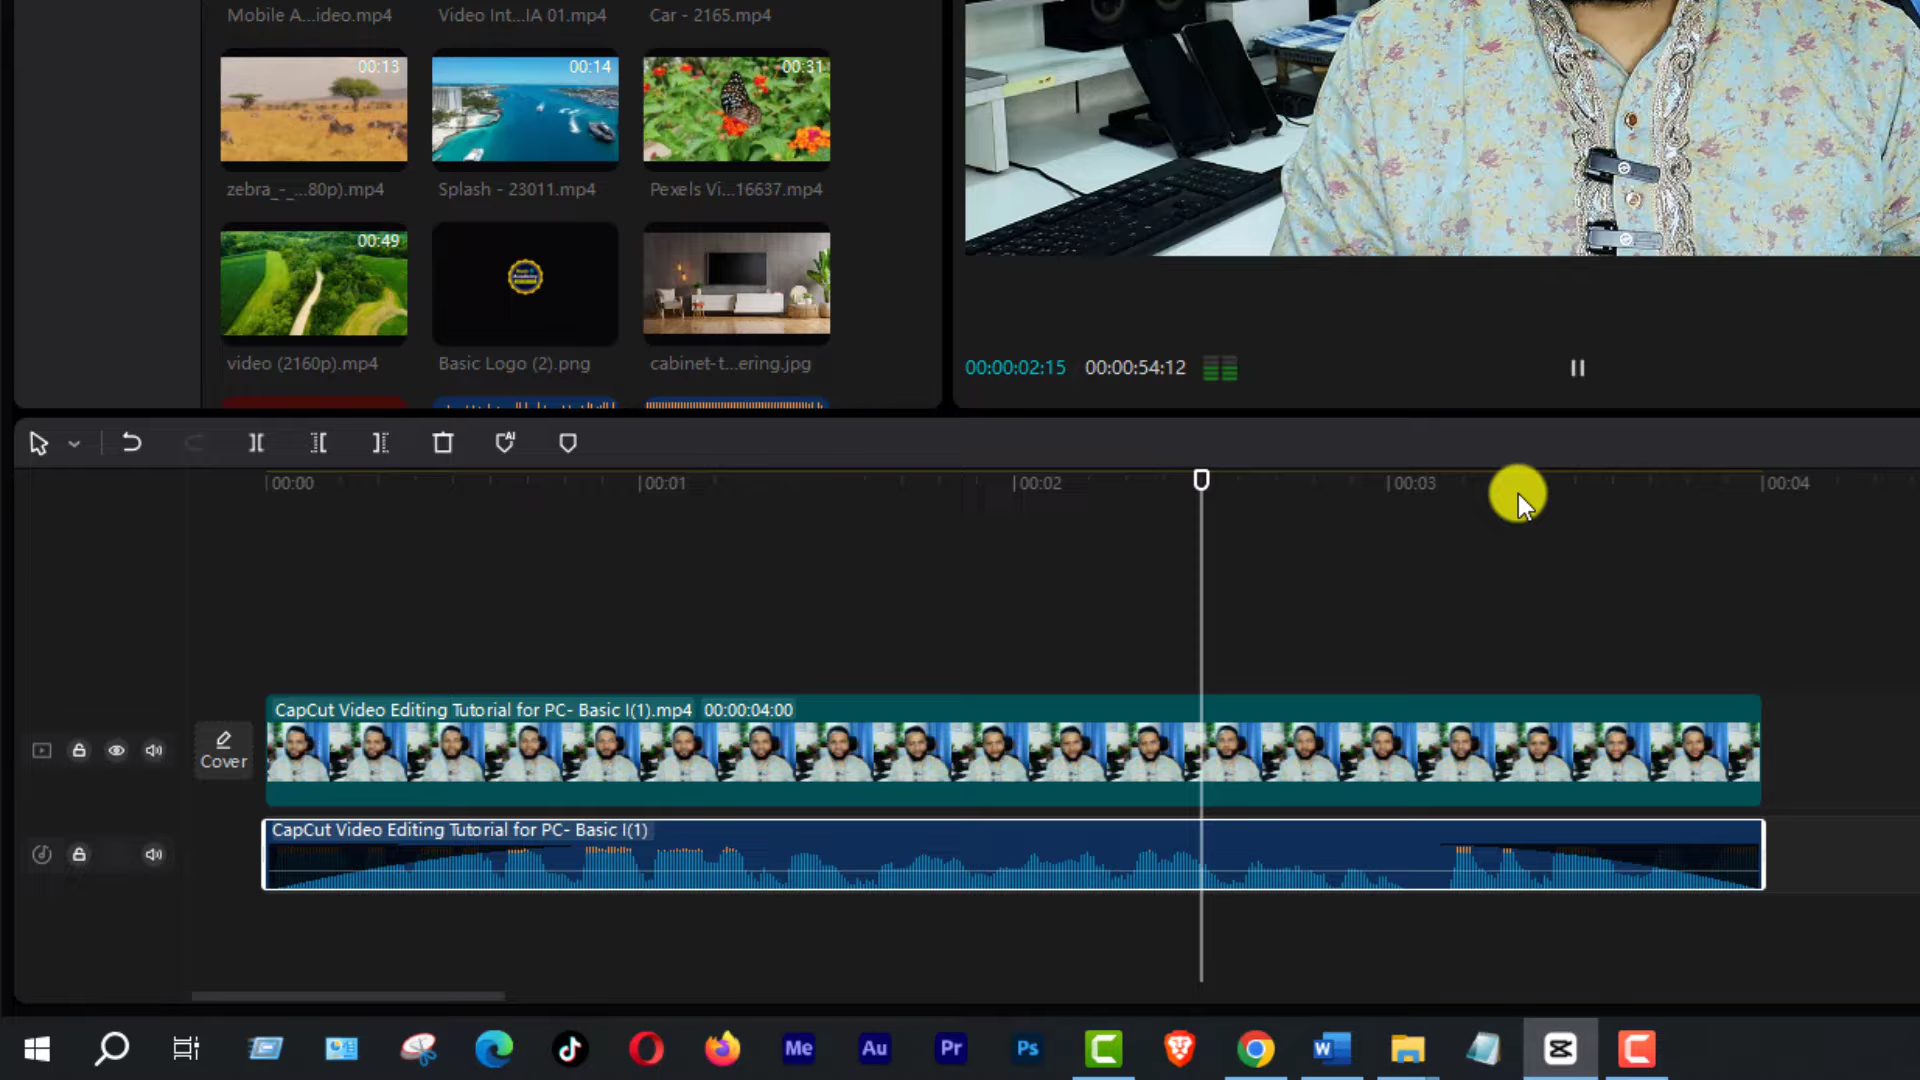 Mobile A...ideo.mp4
Video Int...IA 01.mp4
Car - 2165.mp4
00:13
00:14
00:31
zebra_-_...80p).mp4
Splash - 23011.mp4
Pexels Vi...16637.mp4
00:49
video (2160p).mp4
Basic Logo (2).png
cabinet-t...ering.jpg
00:00:02:15
00:00:54:12
AI
00:00
00:01
00:02
00:03
00:04
CapCut Video Editing Tutorial for PC- Basic I(1).mp4
00:00:04:00
Cover
CapCut Video Editing Tutorial for PC- Basic I(1)
Me
Au
Pr
Ps
W